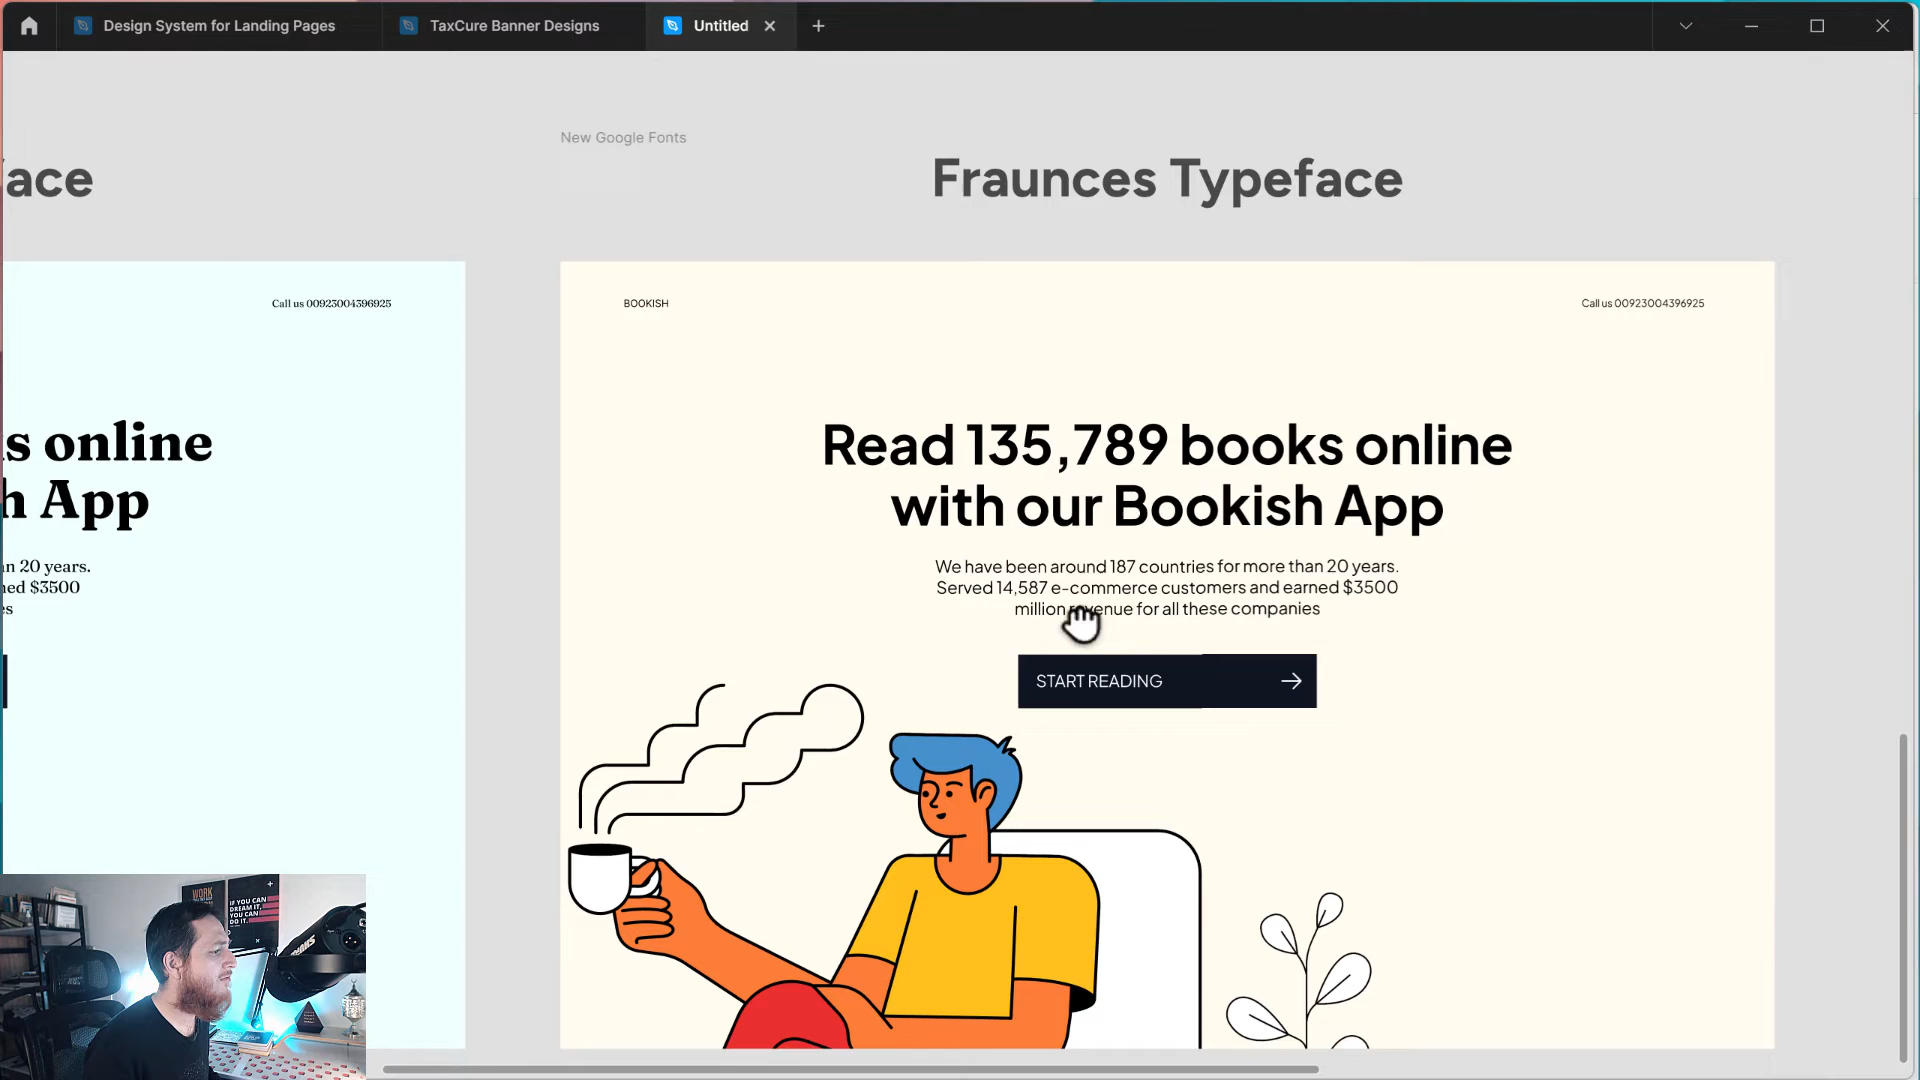 Design System for Landing Pages
TaxCure Banner Designs
Untitled
New Google Fonts
ace
Fraunces Typeface
Call us 00923004396925
BOOKISH
Call us 00923004396925
s online
h App
Read 135,789 books online
with our Bookish App
n 20 years.
ned $3500
es
We have been around 187 countries for more than 20 years.
Served 14,587 e-commerce customers and earned $3500
million revenue for all these companies
START READING
WORK
IF YOU CAN
DREAM IT,
YOU CAN
DO IT.